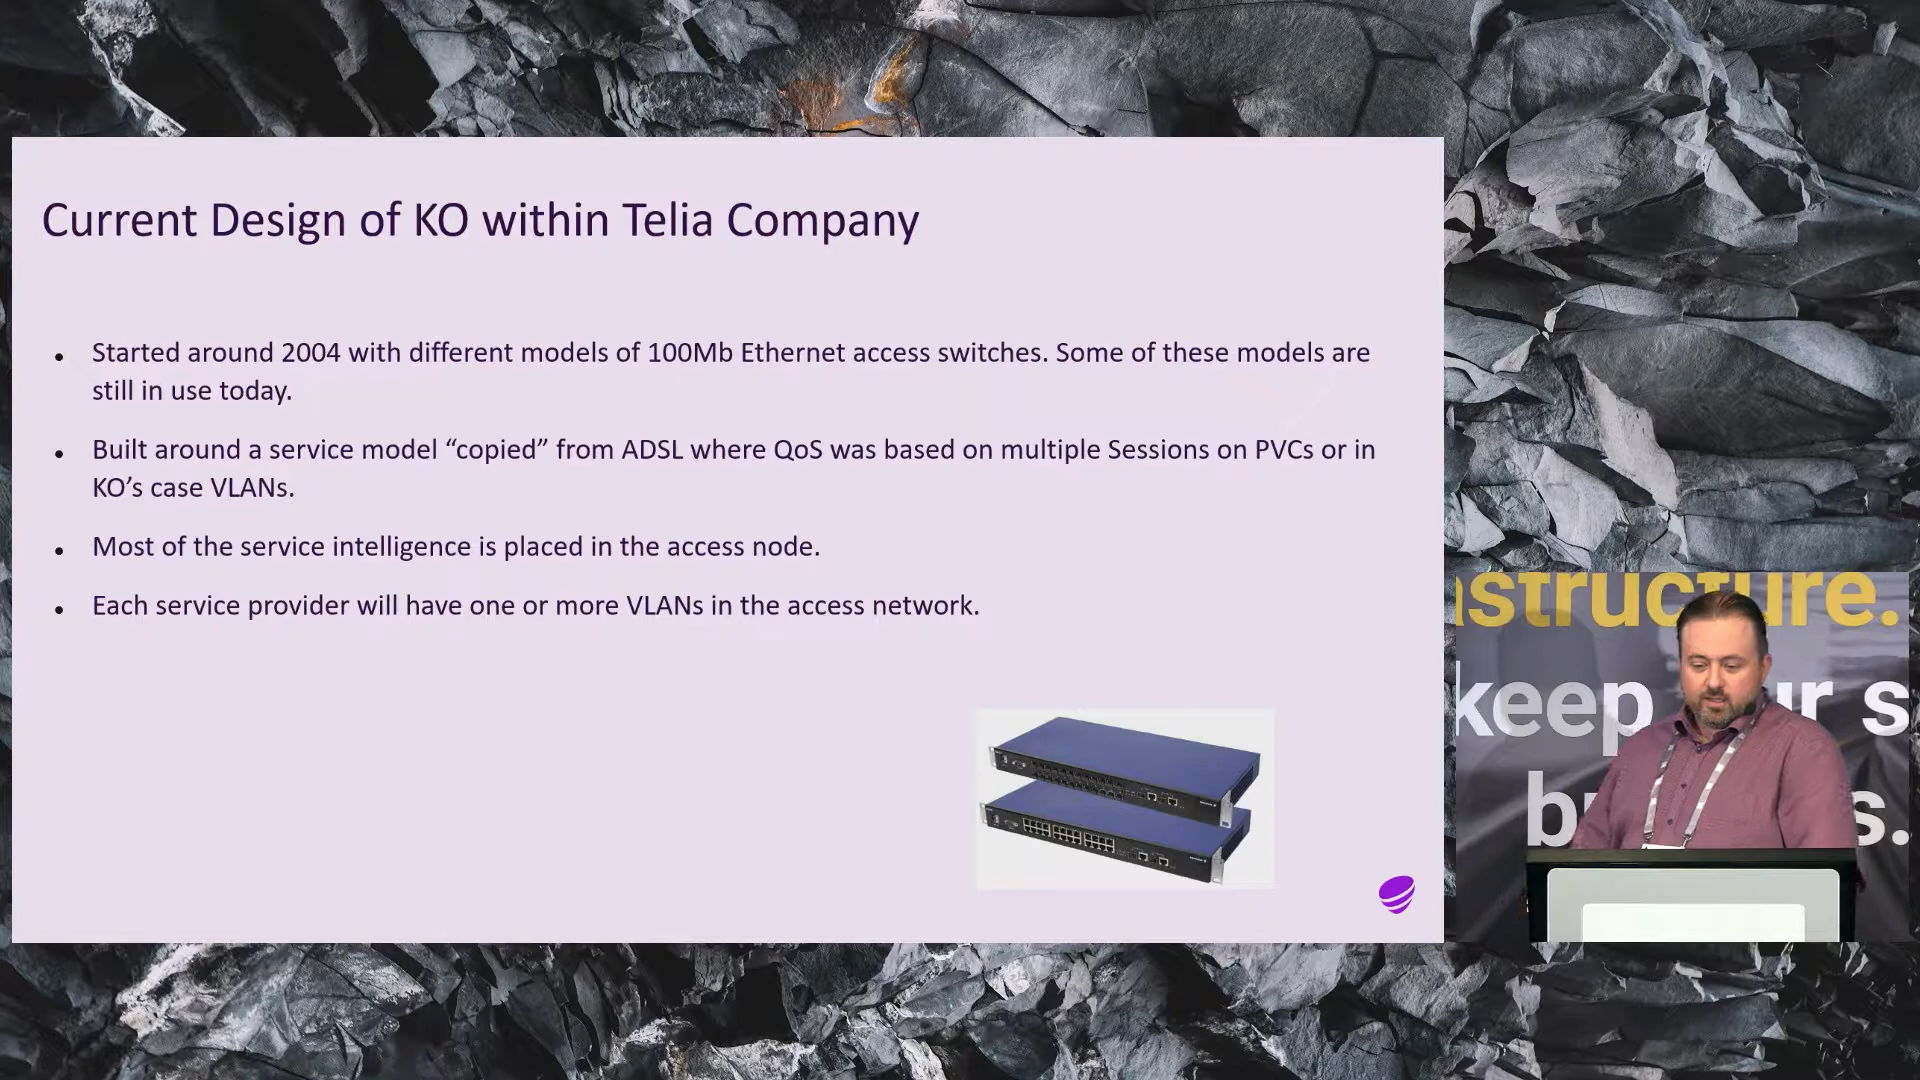 Current Design of KO within Telia Company
Started around 2004 with different models of 100Mb Ethernet access switches. Some of these models are
still in use today.
Built around a service model “copied” from ADSL where QoS was based on multiple Sessions on PVCs or in
KO’s case VLANs.
Most of the service intelligence is placed in the access node.
Each service provider will have one or more VLANs in the access network.
astructure.
keep